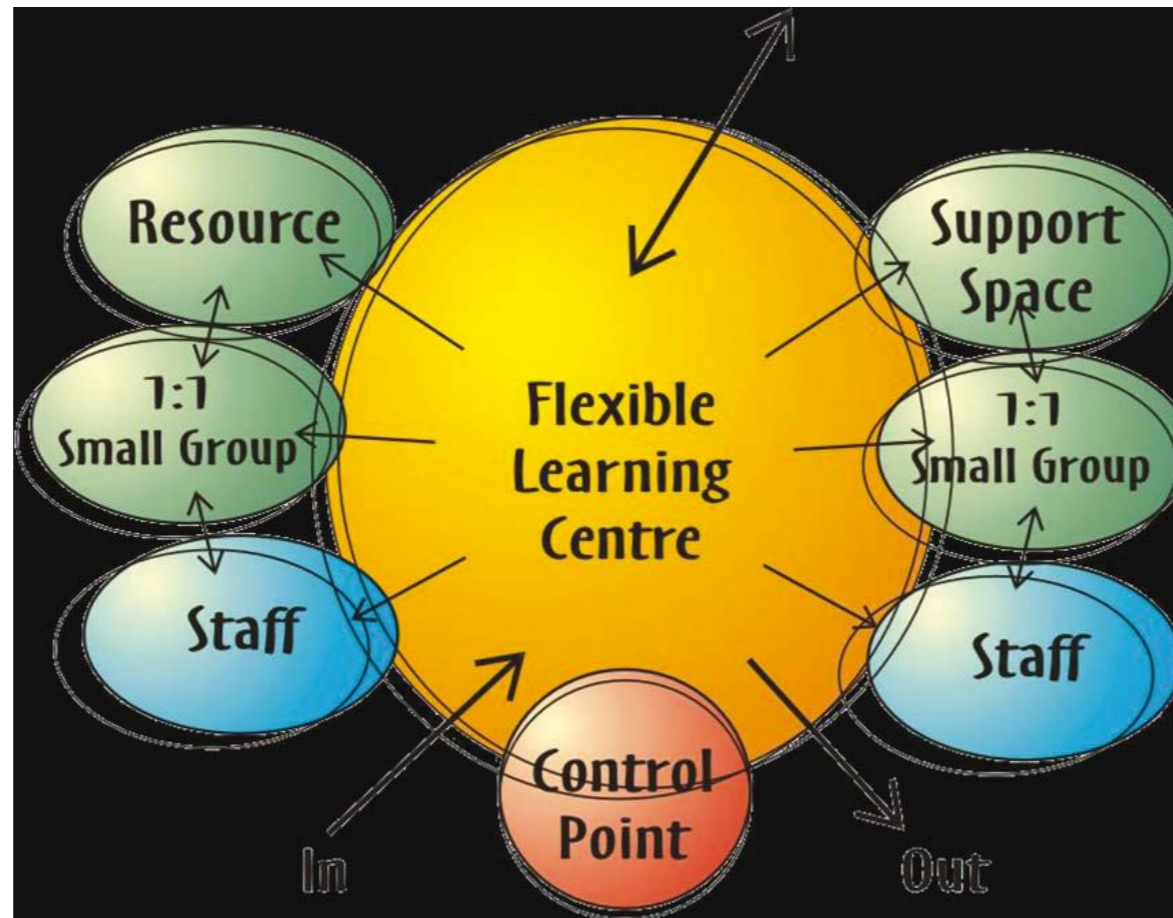 Resource
1:1
Small Group
Staff
Flexible
Learning
Centre
Support
Space
1:1
Small Group
Staff
Control
Point
In
Out